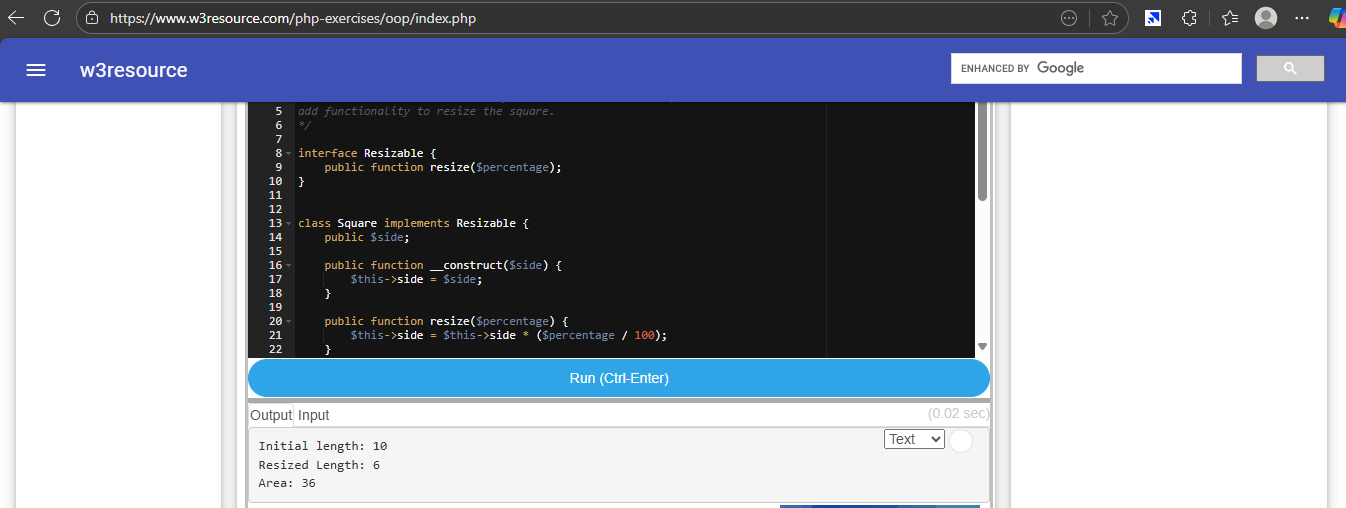 https://www.w3resource.com/php-exercises/oop/index.php
w3resource
ENHANCED BY Google
5 add functionality to resize the square.
6 */
7
8 interface Resizable {
9     public function resize($percentage);
10 }
11
12
13 class Square implements Resizable {
14     public $side;
15
16     public function __construct($side) {
17         $this->side = $side;
18     }
19
20     public function resize($percentage) {
21         $this->side = $this->side * ($percentage / 100);
22     }
Run (Ctrl-Enter)
Output Input (0.02 sec)
Text
Initial length: 10
Resized Length: 6
Area: 36